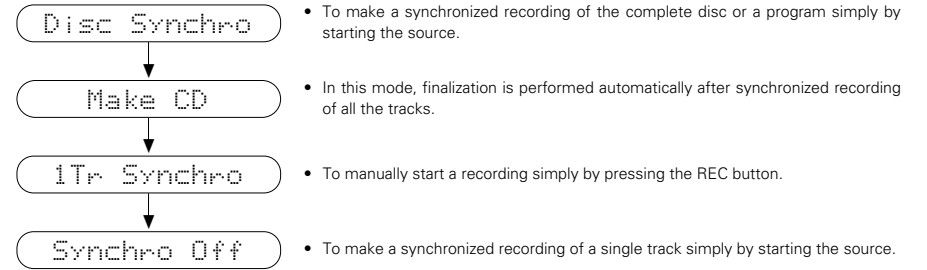 Disc Synchro
• To make a synchronized recording of the complete disc or a program simply by
starting the source.
Make CD
• In this mode, finalization is performed automatically after synchronized recording
of all the tracks.
1Tr Synchro
• To manually start a recording simply by pressing the REC button.
Synchro Off
• To make a synchronized recording of a single track simply by starting the source.